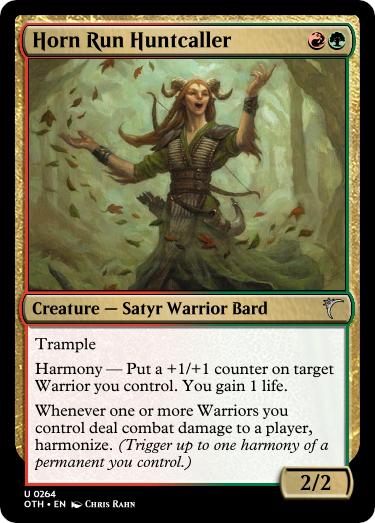 Horn Run Huntcaller
Creature — Satyr Warrior Bard
Trample
Harmony — Put a +1/+1 counter on target
Warrior you control. You gain 1 life.
Whenever one or more Warriors you
control deal combat damage to a player,
harmonize. (Trigger up to one harmony of a
permanent you control.)
2/2
U 0264
OTH • EN Chris Rahn